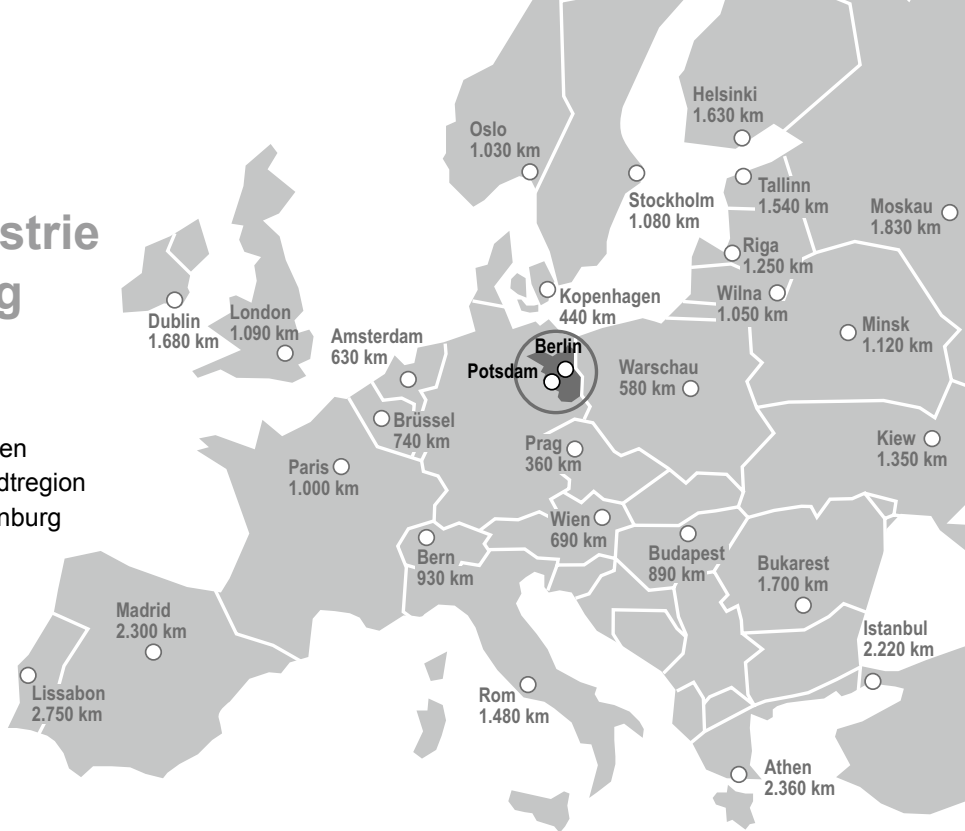 strie
g
en
dtregion
nburg
Helsinki
1.630 km
Oslo
1.030 km
Stockholm
1.080 km
Tallinn
1.540 km
Moskau
1.830 km
Riga
1.250 km
Wilna
1.050 km
Kopenhagen
440 km
Dublin
1.680 km
London
1.090 km
Amsterdam
630 km
Berlin
Potsdam
Warschau
580 km
Minsk
1.120 km
Brüssel
740 km
Prag
360 km
Kiew
1.350 km
Paris
1.000 km
Wien
690 km
Bern
930 km
Budapest
890 km
Bukarest
1.700 km
Madrid
2.300 km
Istanbul
2.220 km
Lissabon
2.750 km
Rom
1.480 km
Athen
2.360 km